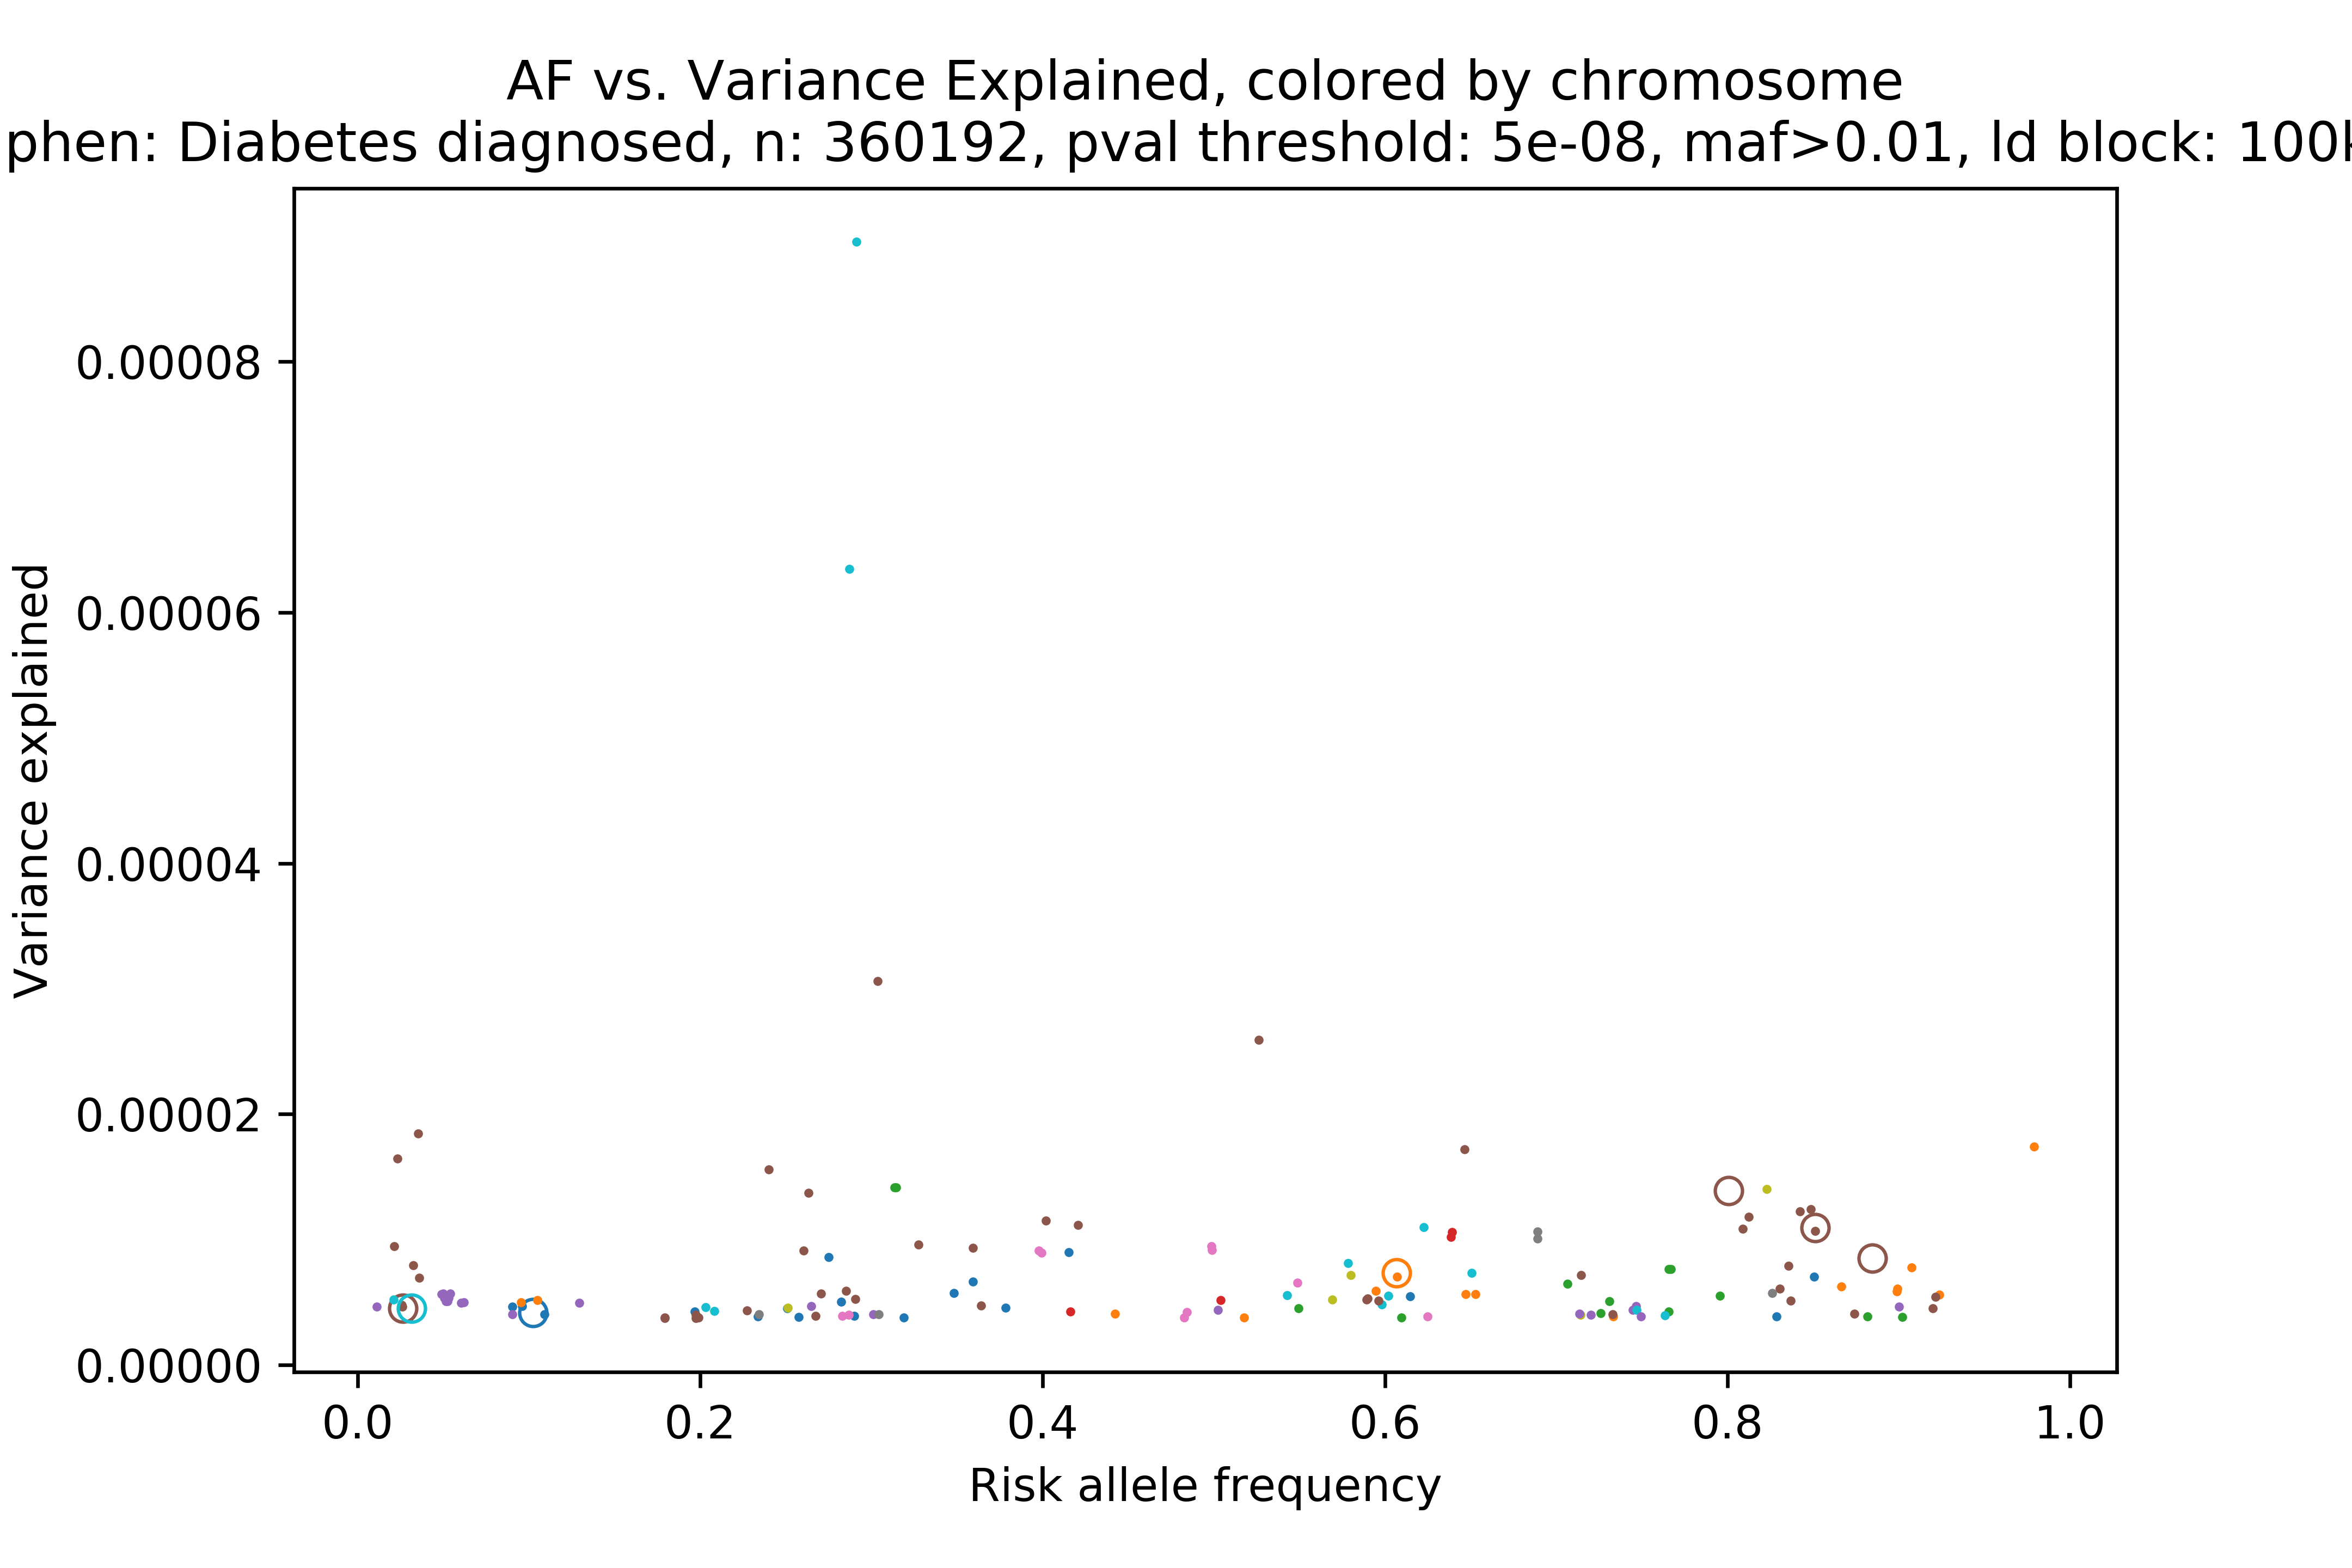 AF vs. Variance Explained, colored by chromosome
phen: Diabetes diagnosed, n: 360192, pval threshold: 5e-08, maf>0.01, ld block: 100k
Variance explained
0.00008
0.00006
0.00004
0.00002
0.00000
0.0 0.2 0.4 0.6 0.8 1.0
Risk allele frequency